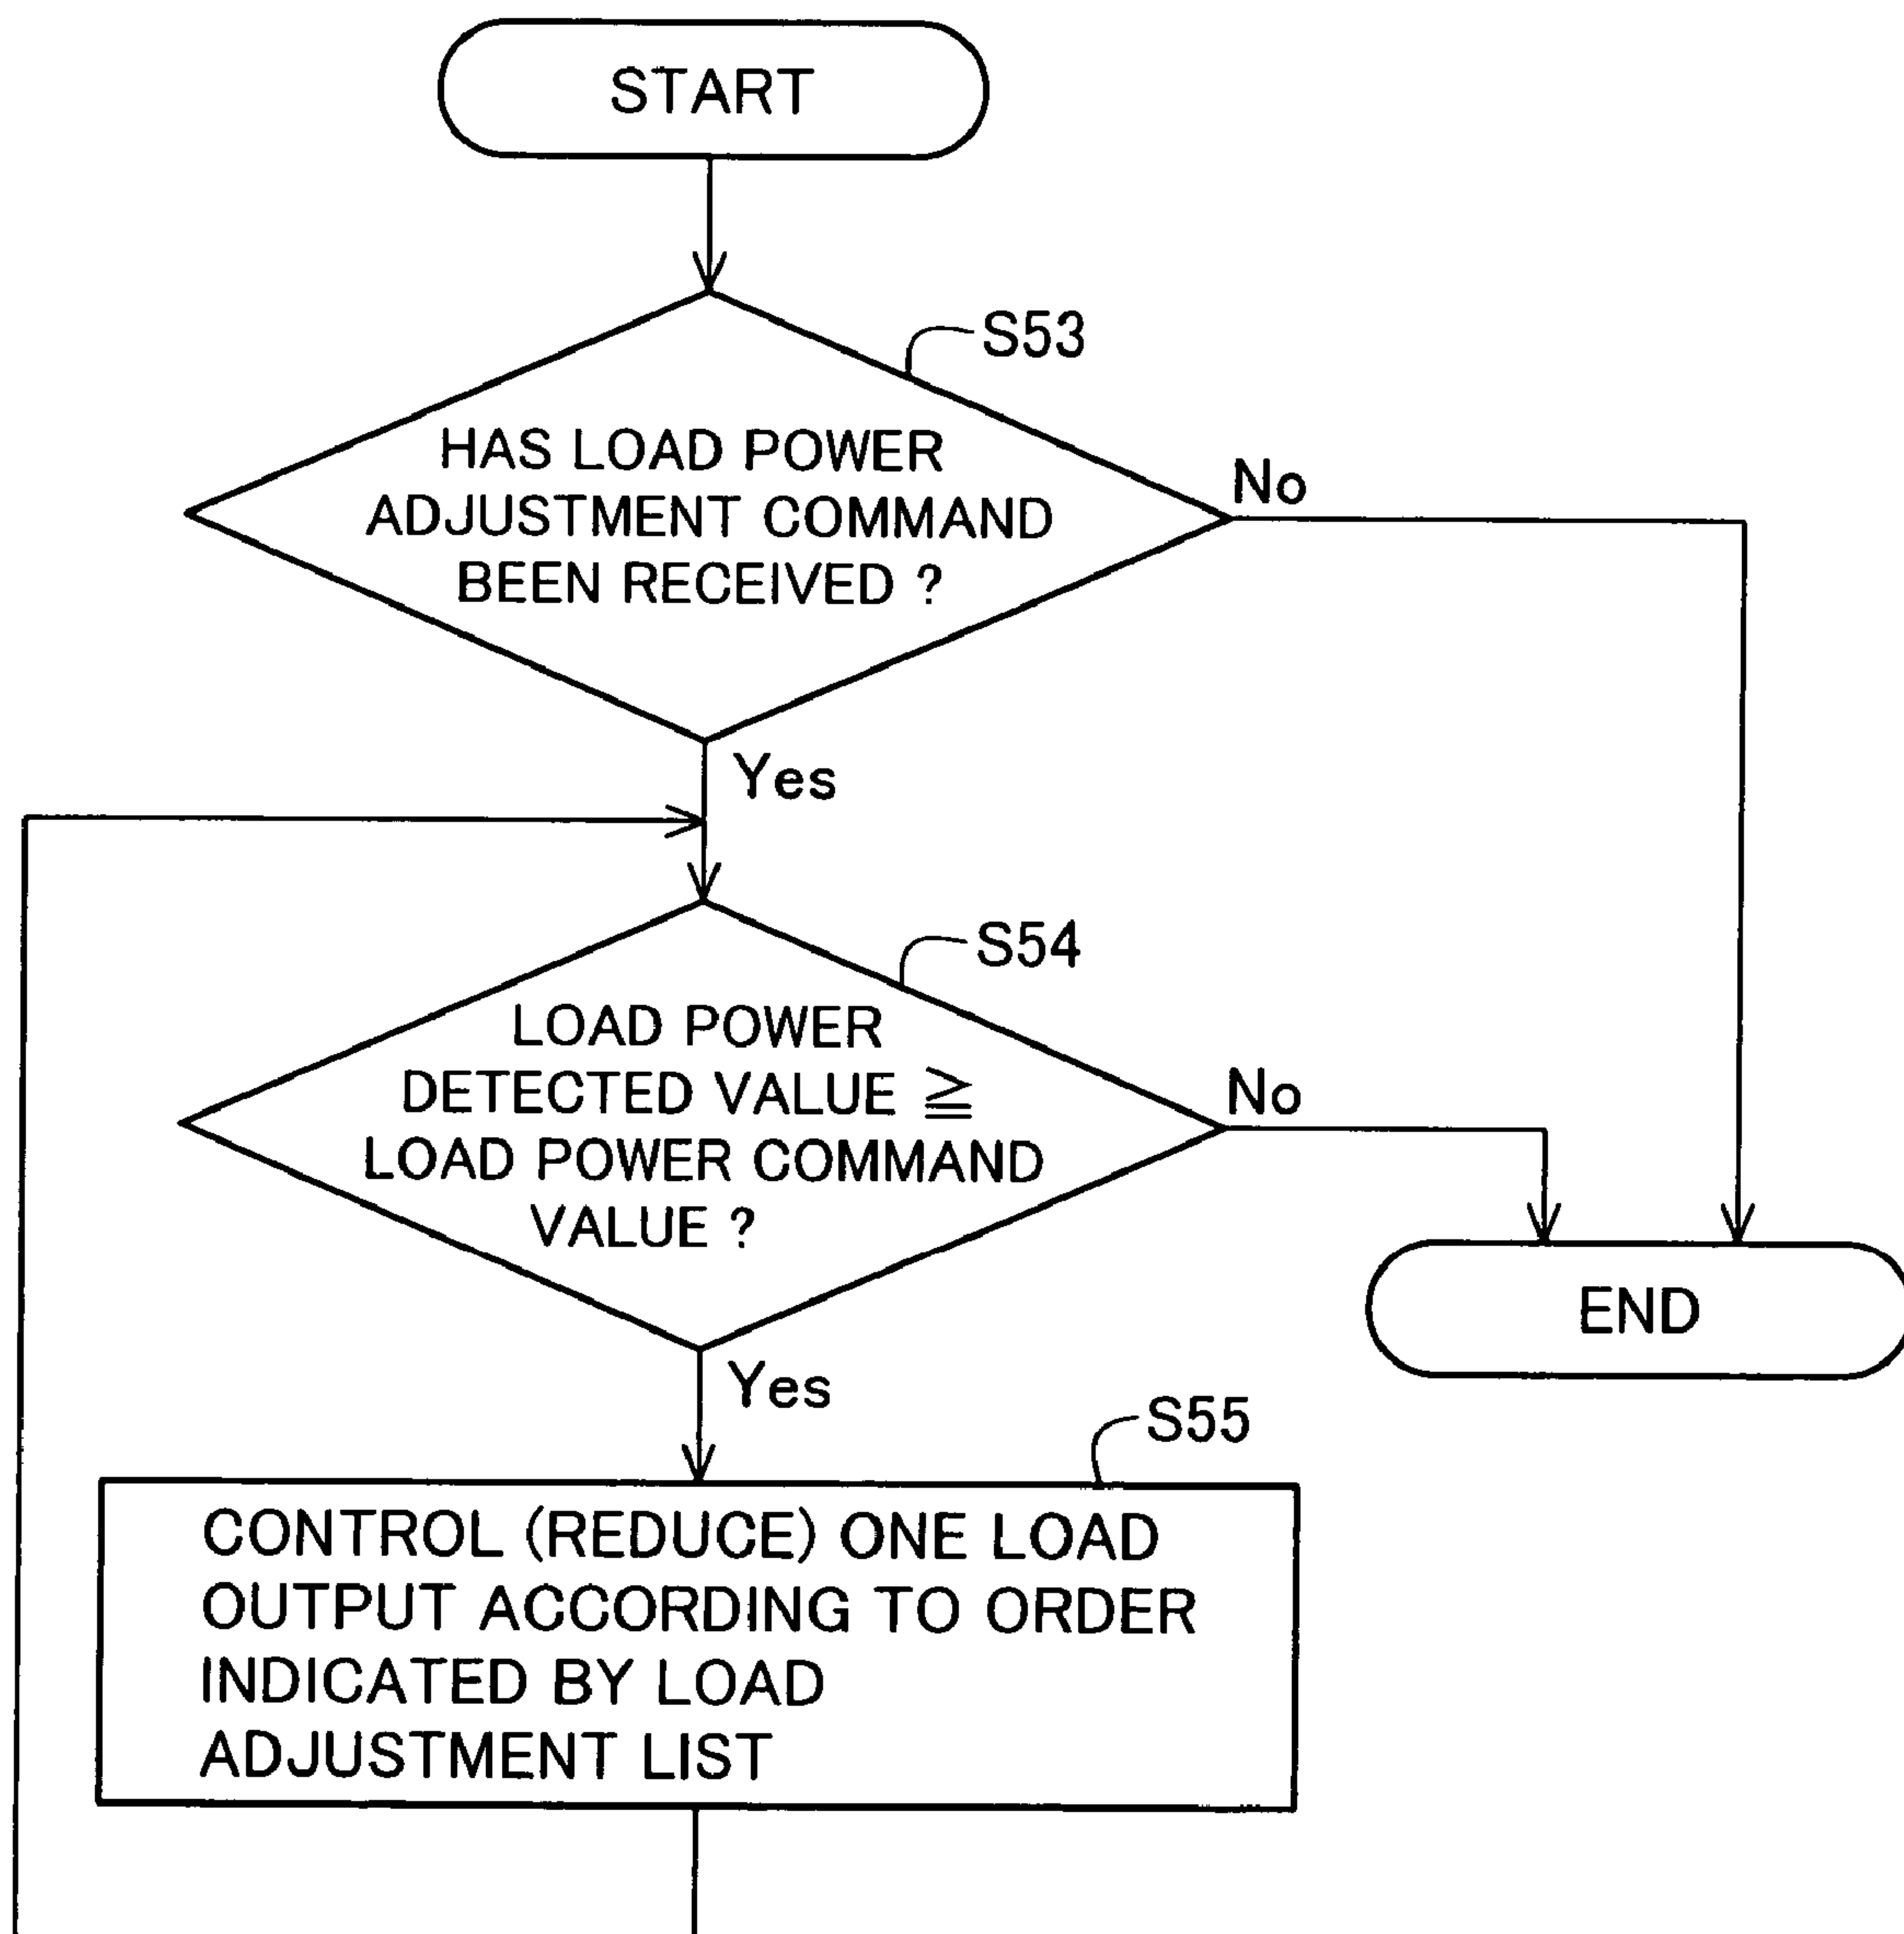 START
S53
HAS LOAD POWER
ADJUSTMENT COMMAND
BEEN RECEIVED ?
No
Yes
S54
LOAD POWER
DETECTED VALUE ≧
LOAD POWER COMMAND
VALUE ?
No
END
Yes
S55
CONTROL (REDUCE) ONE LOAD
OUTPUT ACCORDING TO ORDER
INDICATED BY LOAD
ADJUSTMENT LIST